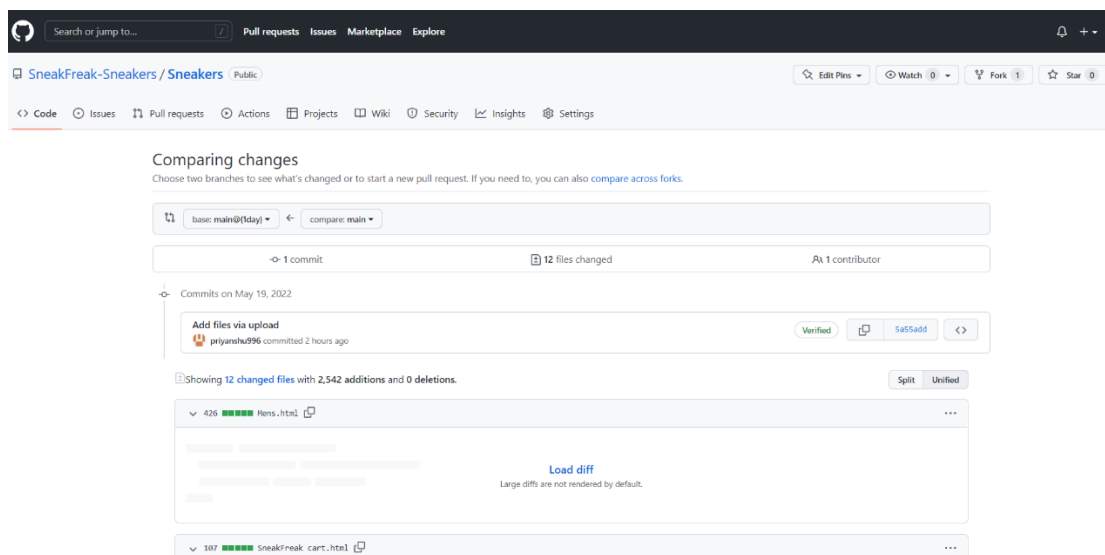 Search or jump to... / Pull requests Issues Marketplace Explore
SneakFreak-Sneakers / Sneakers Public Edit Pins Watch 0 Fork 1 Star 0
<> Code Issues Pull requests Actions Projects Wiki Security Insights Settings
Comparing changes
Choose two branches to see what's changed or to start a new pull request. If you need to, you can also compare across forks.
base: main@{1day} ← compare: main
1 commit 12 files changed 1 contributor
Commits on May 19, 2022
Add files via upload
priyanshu996 committed 2 hours ago Verified 5a55add <>
Showing 12 changed files with 2,542 additions and 0 deletions. Split Unified
426 Mens.html ...
Load diff
Large diffs are not rendered by default.
107 SneakFreak cart.html ...